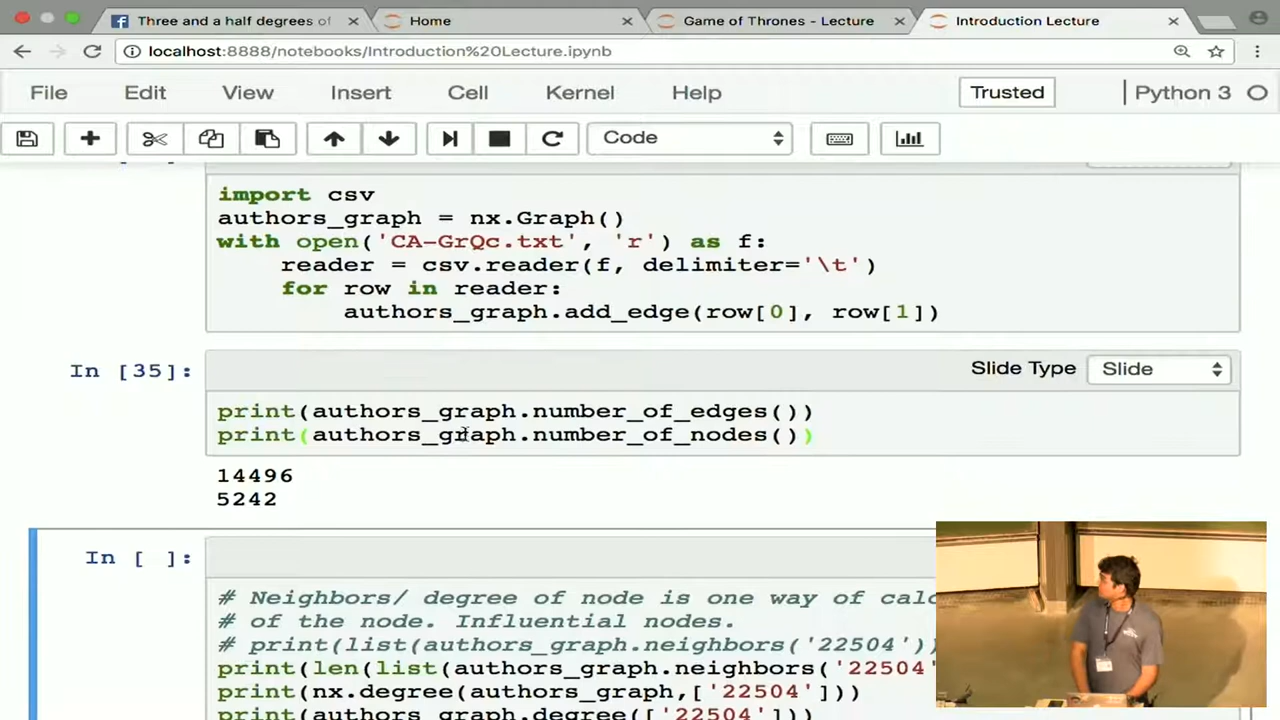 Three and a half degrees of
Home
Game of Thrones - Lecture
Introduction Lecture
localhost:8888/notebooks/Introduction%20Lecture.ipynb
File Edit View Insert Cell Kernel Help Trusted Python 3
Code
import csv
authors_graph = nx.Graph()
with open('CA-GrQc.txt', 'r') as f:
reader = csv.reader(f, delimiter='\t')
for row in reader:
authors_graph.add_edge(row[0], row[1])
In [35]: Slide Type Slide
print(authors_graph.number_of_edges())
print(authors_graph.number_of_nodes())
14496
5242
In [ ]:
# Neighbors/ degree of node is one way of
# of the node. Influential nodes.
# print(list(authors_graph.neighbors('22504'))
print(len(list(authors_graph.neighbors('22504'
print(nx.degree(authors_graph,['22504']))
print(authors_graph.degree(['22504']))